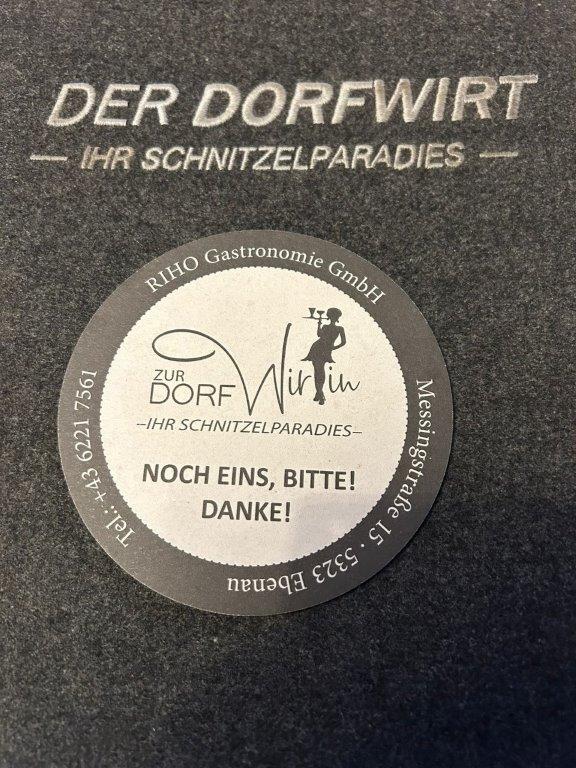 DER DORFWIRT
— IHR SCHNITZELPARADIES —
RIHO Gastronomie GmbH
ZUR
DORF Wirtin
–IHR SCHNITZELPARADIES–
NOCH EINS, BITTE!
DANKE!
Tel.: +43 6221 7561
Messingstraße 15 · 5323 Ebenau